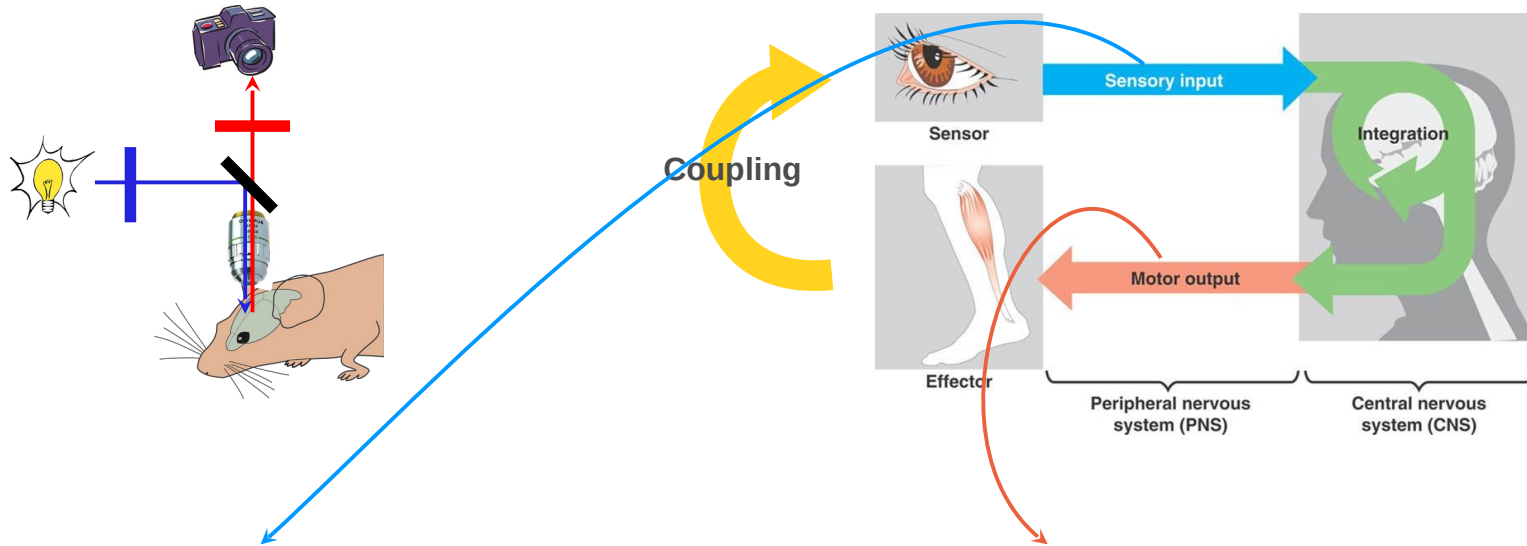 Sensory input
Sensor
Integration
Coupling
Motor output
Effector
Peripheral nervous
system (PNS)
Central nervous
system (CNS)